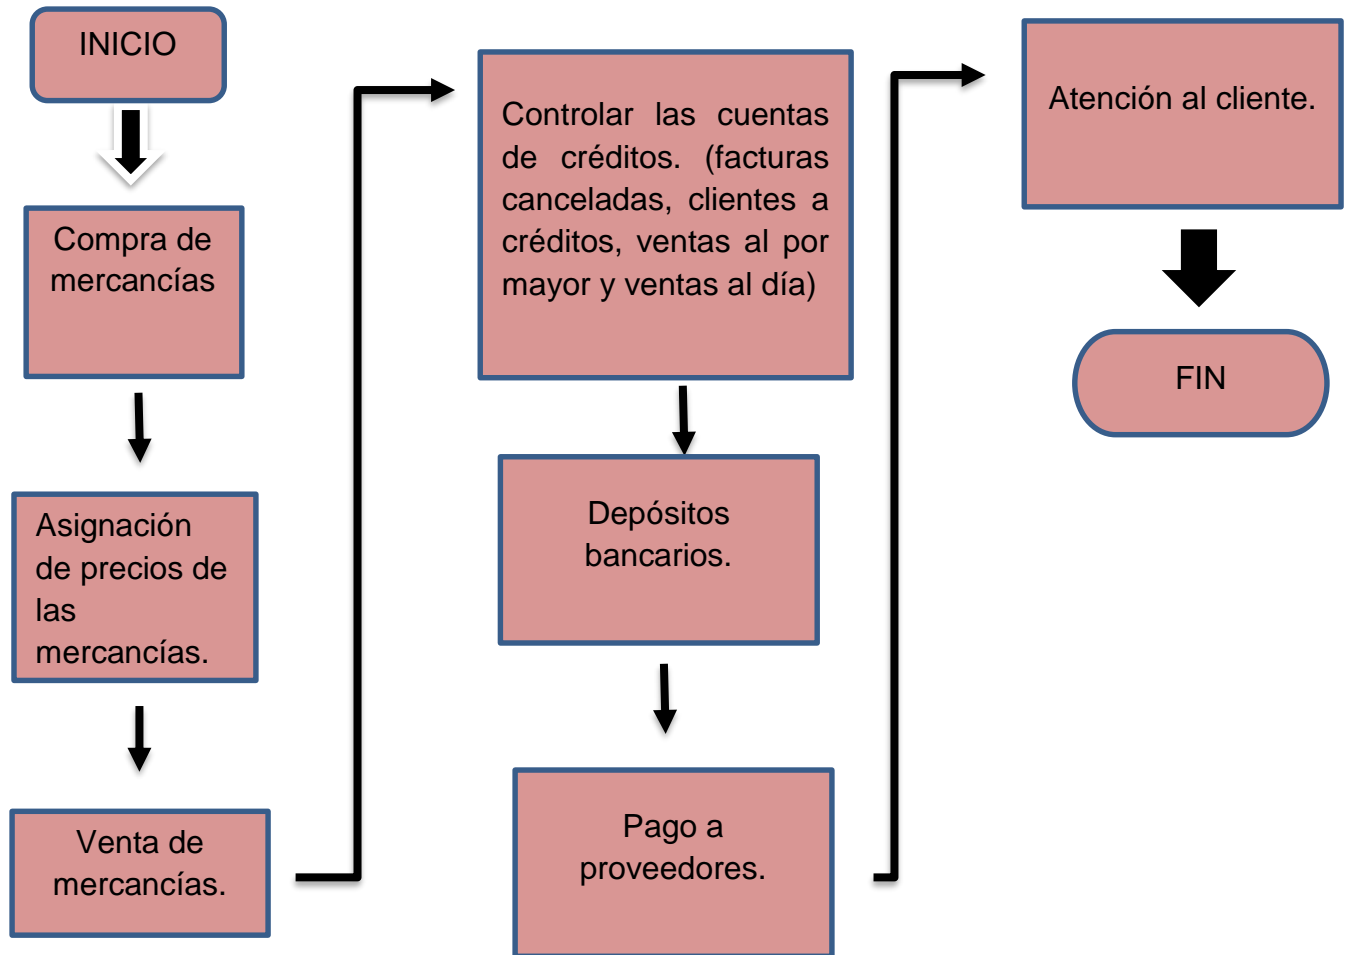 INICIO
Compra de
mercancías
Asignación
de precios de
las
mercancías.
Venta de
mercancías.
Controlar las cuentas
de créditos. (facturas
canceladas, clientes a
créditos, ventas al por
mayor y ventas al día)
Depósitos
bancarios.
Pago a
proveedores.
Atención al cliente.
FIN